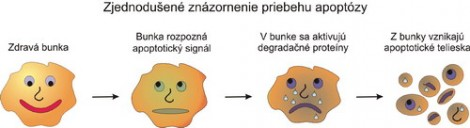 Zjednodušené znázornenie priebehu apoptózy
Zdravá bunka
Bunka rozpozná
apoptotický signál
V bunke sa aktivujú
degradačné proteíny
Z bunky vznikajú
apoptotické telieska